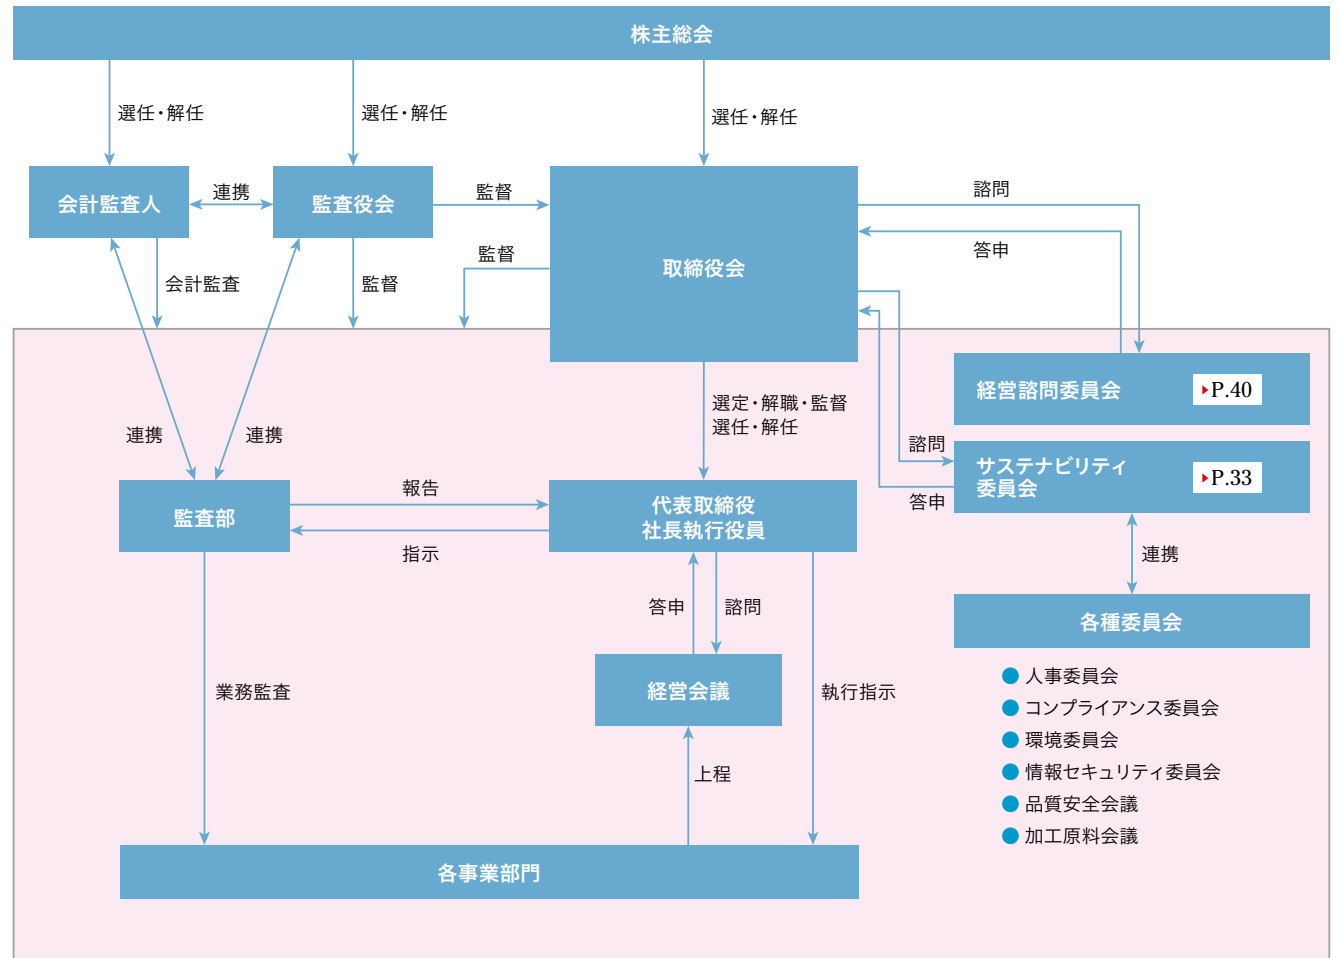 株主総会
選任・解任
選任・解任
選任・解任
会計監査人
連携
監査役会
監督
取締役会
諮問
答申
監督
会計監査
監督
経営諮問委員会
▸P.40
選定・解職・監督
選任・解任
連携
連携
諮問
サステナビリティ
委員会
▸P.33
答申
監査部
報告
指示
代表取締役
社長執行役員
連携
答申
諮問
各種委員会
経営会議
業務監査
執行指示
●人事委員会
●コンプライアンス委員会
●環境委員会
●情報セキュリティ委員会
●品質安全会議
●加工原料会議
上程
各事業部門